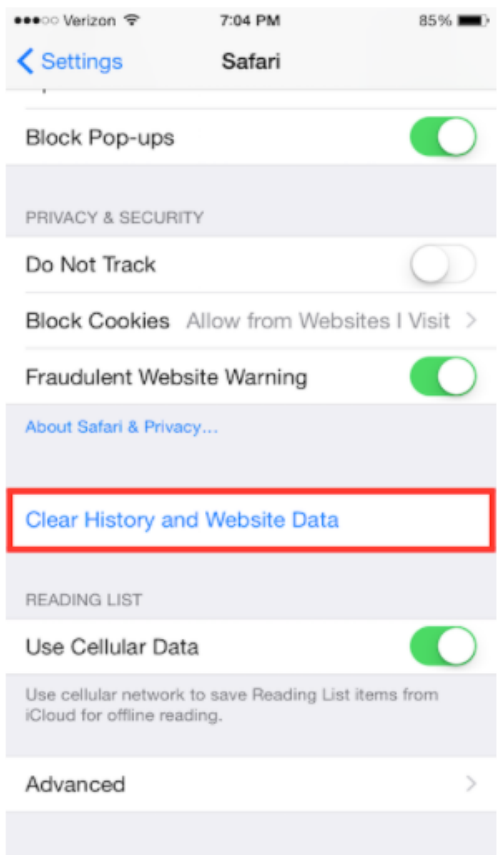 Verizon 7:04 PM 85%
Settings Safari
Block Pop-ups
PRIVACY & SECURITY
Do Not Track
Block Cookies Allow from Websites I Visit
Fraudulent Website Warning
About Safari & Privacy...
Clear History and Website Data
READING LIST
Use Cellular Data
Use cellular network to save Reading List items from
iCloud for offline reading.
Advanced